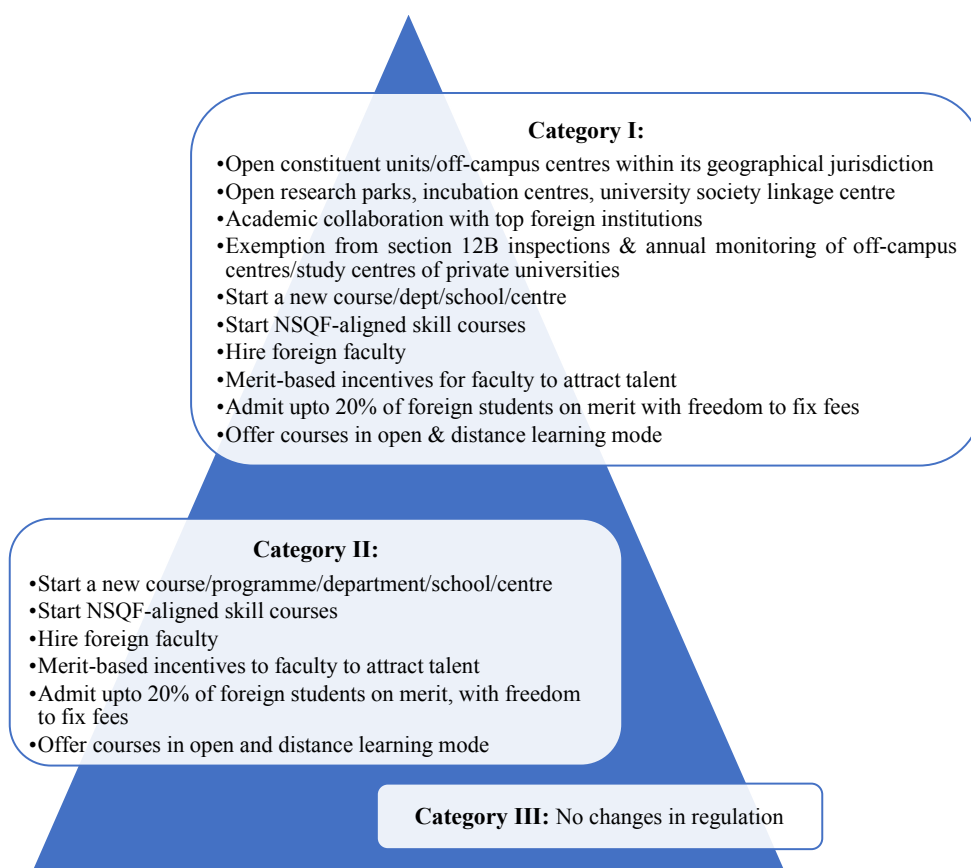 Category I:
•Open constituent units/off-campus centres within its geographical jurisdiction
•Open research parks, incubation centres, university society linkage centre
•Academic collaboration with top foreign institutions
•Exemption from section 12B inspections & annual monitoring of off-campus
centres/study centres of private universities
•Start a new course/dept/school/centre
•Start NSQF-aligned skill courses
•Hire foreign faculty
•Merit-based incentives for faculty to attract talent
•Admit upto 20% of foreign students on merit with freedom to fix fees
•Offer courses in open & distance learning mode
Category II:
•Start a new course/programme/department/school/centre
•Start NSQF-aligned skill courses
•Hire foreign faculty
•Merit-based incentives to faculty to attract talent
•Admit upto 20% of foreign students on merit, with freedom
to fix fees
•Offer courses in open and distance learning mode
Category III: No changes in regulation